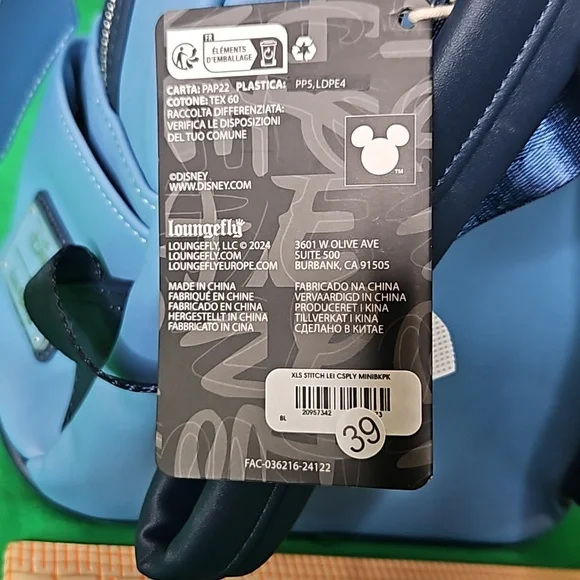 FR
ÉLÉMENTS
D'EMBALLAGE
CARTA: PAP22 PLASTICA: PP5, LDPE4
COTONE: TEX 60
RACCOLTA DIFFERENZIATA:
VERIFICA LE DISPOSIZIONI
DEL TUO COMUNE
©DISNEY
WWW.DISNEY.COM
TM
loungefly
LOUNGEFLY, LLC © 2024
LOUNGEFLY.COM
LOUNGEFLYEUROPE.COM
3601 W OLIVE AVE
SUITE 500
BURBANK, CA 91505
MADE IN CHINA
FABRIQUÉ EN CHINE
FABRICADO EN CHINA
HERGESTELLT IN CHINA
FABBRICATO IN CINA
FABRICADO NA CHINA
VERVAARDIGD IN CHINA
PRODUCERET I KINA
TILLVERKAT I KINA
СДЕЛАНО В КИТАЕ
XLS STITCH LEI CSPLY MINIBKPK
BL 20957342
39
FAC-036216-24122